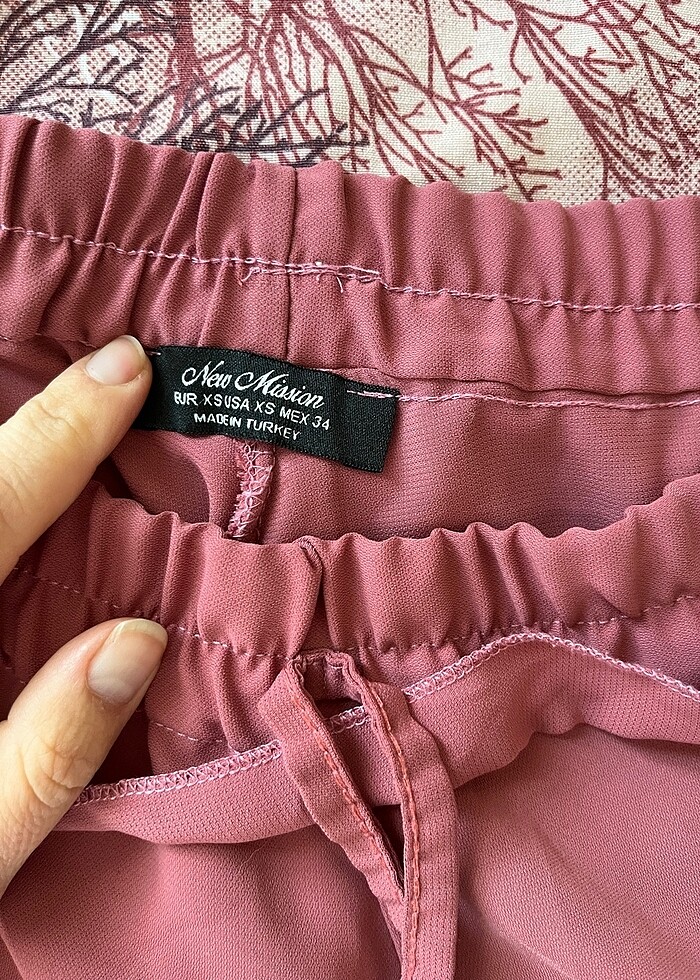 New Mission
EUR XS USA XS MEX 34
MADE IN TURKEY